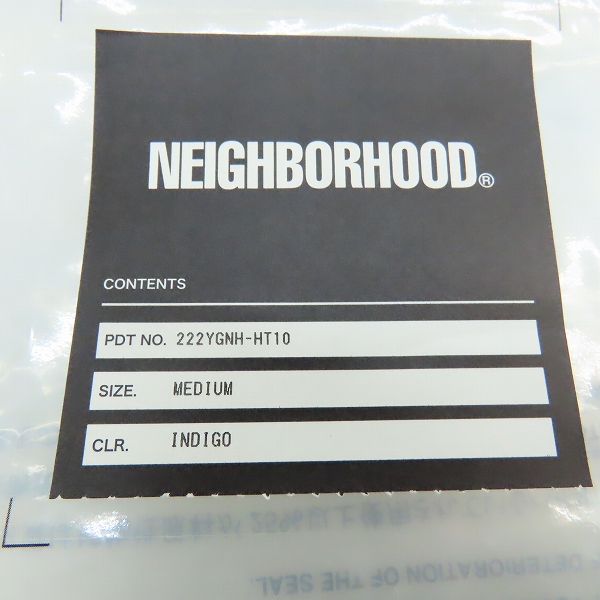 NEIGHBORHOOD®
CONTENTS
PDT NO. 222YGNH-HT10
SIZE. MEDIUM
CLR. INDIGO
DETERIORATION OF THE SEAL.